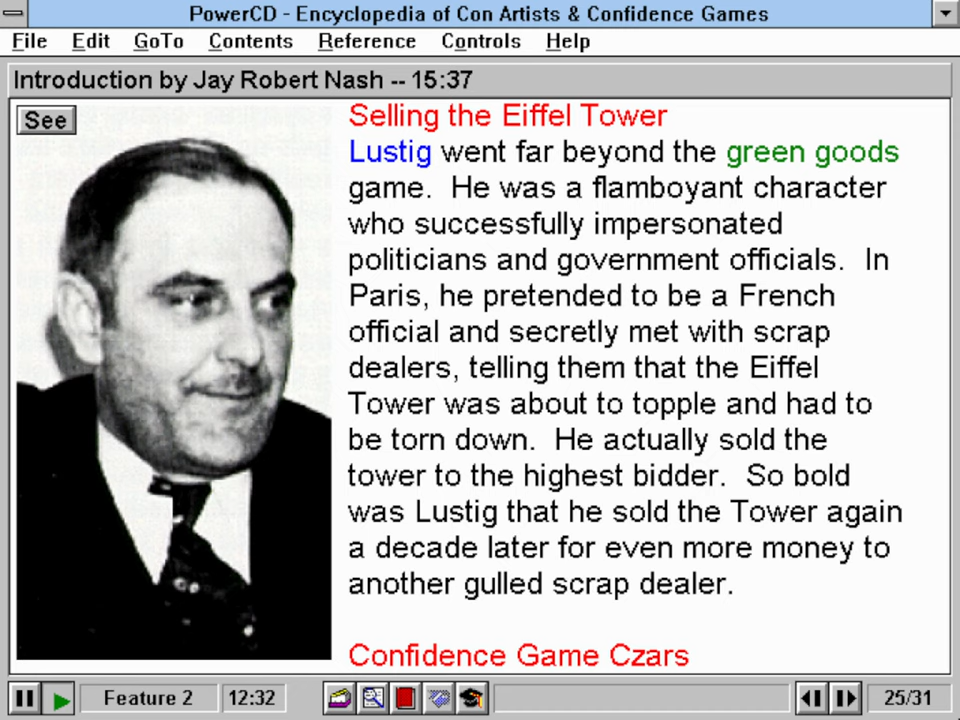 PowerCD - Encyclopedia of Con Artists & Confidence Games
File Edit GoTo Contents Reference Controls Help
Introduction by Jay Robert Nash -- 15:37
See
Selling the Eiffel Tower
Lustig went far beyond the green goods
game.  He was a flamboyant character
who successfully impersonated
politicians and government officials.  In
Paris, he pretended to be a French
official and secretly met with scrap
dealers, telling them that the Eiffel
Tower was about to topple and had to
be torn down.  He actually sold the
tower to the highest bidder.  So bold
was Lustig that he sold the Tower again
a decade later for even more money to
another gulled scrap dealer.
Confidence Game Czars
Feature 2 12:32 25/31